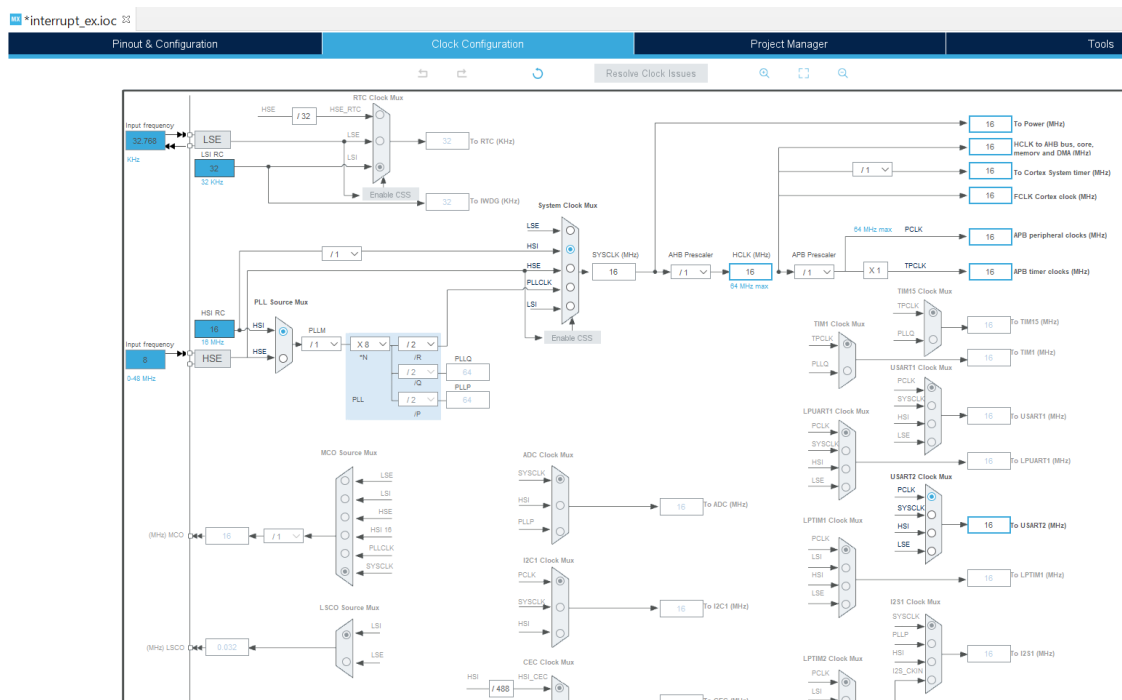 MX *interrupt_ex.ioc
Pinout & Configuration Clock Configuration Project Manager Tools
Resolve Clock Issues
RTC Clock Mux
HSE / 32 HSE_RTC
Input frequency
32.768
KHz
LSE
LSE 32 To RTC (KHz)
LSI RC
32
32 KHz
LSI
Enable CSS
32 To IWDG (KHz)
16 To Power (MHz)
16 HCLK to AHB bus, core, memory and DMA (MHz)
/ 1 16 To Cortex System timer (MHz)
16 FCLK Cortex clock (MHz)
System Clock Mux
LSE
HSI
HSE
PLLCLK
LSI
Enable CSS
/ 1
SYSCLK (MHz)
16
AHB Prescaler
/ 1
HCLK (MHz)
16
64 MHz max
APB Prescaler
/ 1
64 MHz max PCLK
16 APB peripheral clocks (MHz)
X 1 TPCLK
16 APB timer clocks (MHz)
HSI RC
16
16 MHz
Input frequency
8
0-48 MHz
HSE
PLL Source Mux
HSI
HSE
PLLM
/ 1
X 8
*N
/ 2
/R
/ 2
/Q
/ 2
/P
PLL
PLLQ
64
PLLP
64
TIM15 Clock Mux
TPCLK
PLLQ
16 To TIM15 (MHz)
TIM1 Clock Mux
TPCLK
PLLQ
16 To TIM1 (MHz)
USART1 Clock Mux
PCLK
SYSCLK
HSI
LSE
16 To USART1 (MHz)
LPUART1 Clock Mux
PCLK
SYSCLK
HSI
LSE
16 To LPUART1 (MHz)
USART2 Clock Mux
PCLK
SYSCLK
HSI
LSE
16 To USART2 (MHz)
MCO Source Mux
LSE
LSI
HSE
HSI 16
PLLCLK
SYSCLK
(MHz) MCO 16 / 1
ADC Clock Mux
SYSCLK
HSI
PLLP
16 To ADC (MHz)
LPTIM1 Clock Mux
PCLK
LSI
HSI
LSE
16 To LPTIM1 (MHz)
I2C1 Clock Mux
PCLK
SYSCLK
HSI
16 To I2C1 (MHz)
LSCO Source Mux
LSI
LSE
(MHz) LSCO 0.032
I2S1 Clock Mux
SYSCLK
PLLP
HSI
I2S_CKIN
16 To I2S1 (MHz)
CEC Clock Mux
HSI / 488 HSI_CEC
LPTIM2 Clock Mux
PCLK
LSI